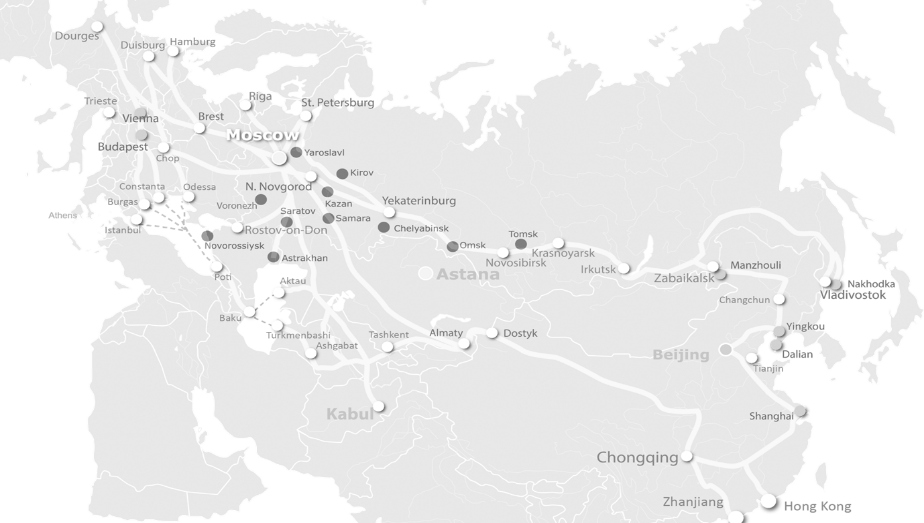 Dourges
Duisburg
Hamburg
Trieste
Riga
St. Petersburg
Vienna
Brest
Moscow
Budapest
Chop
Yaroslavl
Kirov
Constanta
Odessa
N. Novgorod
Kazan
Yekaterinburg
Burgas
Voronezh
Saratov
Samara
Athens
Istanbul
Rostov-on-Don
Chelyabinsk
Novorossiysk
Omsk
Tomsk
Krasnoyarsk
Novosibirsk
Astrakhan
Irkutsk
Zabaikalsk
Manzhouli
Poti
Aktau
Astana
Nakhodka
Vladivostok
Changchun
Baku
Turkmenbashi
Ashgabat
Tashkent
Almaty
Dostyk
Yingkou
Beijing
Dalian
Tianjin
Kabul
Shanghai
Chongqing
Zhanjiang
Hong Kong